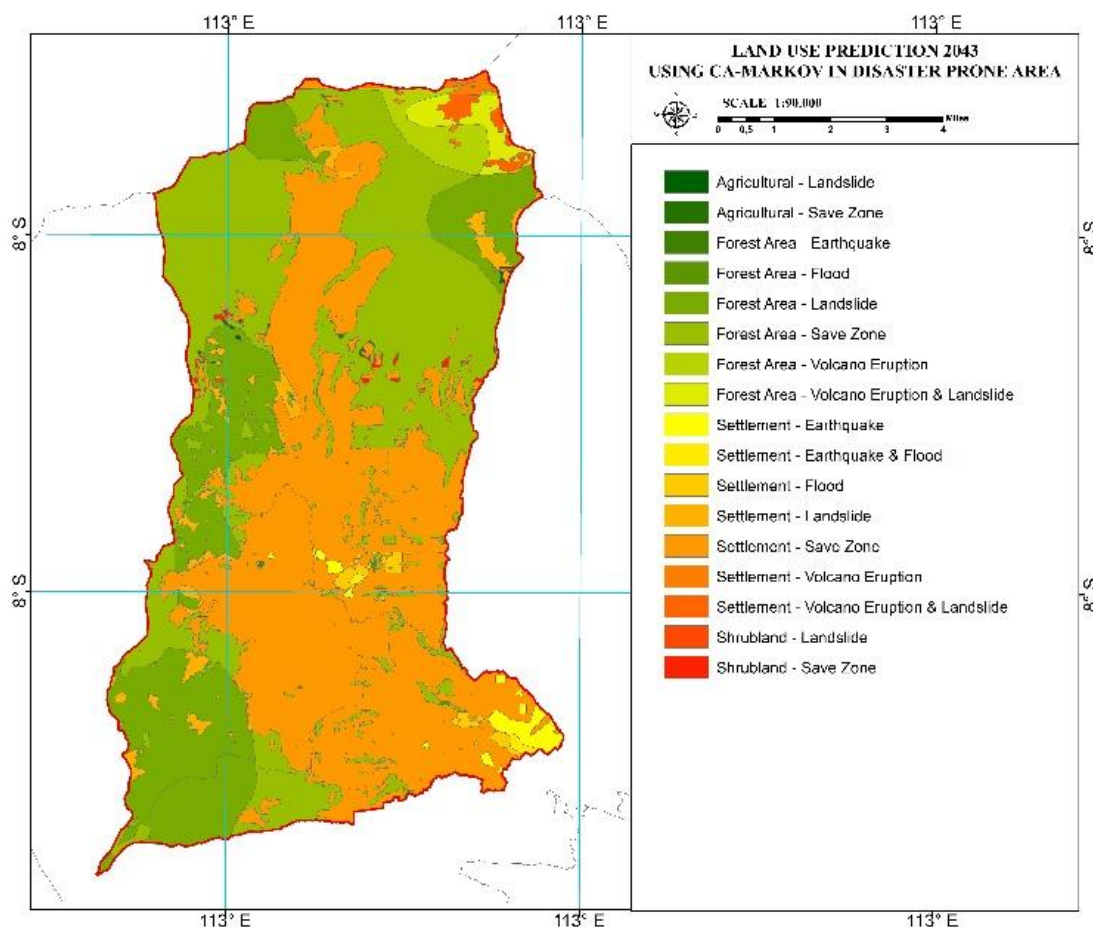 113° E
113° E
113° E
LAND USE PREDICTION 2043
USING CA-MARKOV IN DISASTER PRONE AREA
SCALE 1:90.000
Miles
0 0,5 1 2 3 4
8° S
8° S
8° S
8° S
Agricultural - Landslide
Agricultural - Save Zone
Forest Area - Earthquake
Forest Area - Flood
Forest Area - Landslide
Forest Area - Save Zone
Forest Area - Volcano Eruption
Forest Area - Volcano Eruption & Landslide
Settlement - Earthquake
Settlement - Earthquake & Flood
Settlement - Flood
Settlement - Landslide
Settlement - Save Zone
Settlement - Volcano Eruption
Settlement - Volcano Eruption & Landslide
Shrubland - Landslide
Shrubland - Save Zone
113° E
113° E
113° E